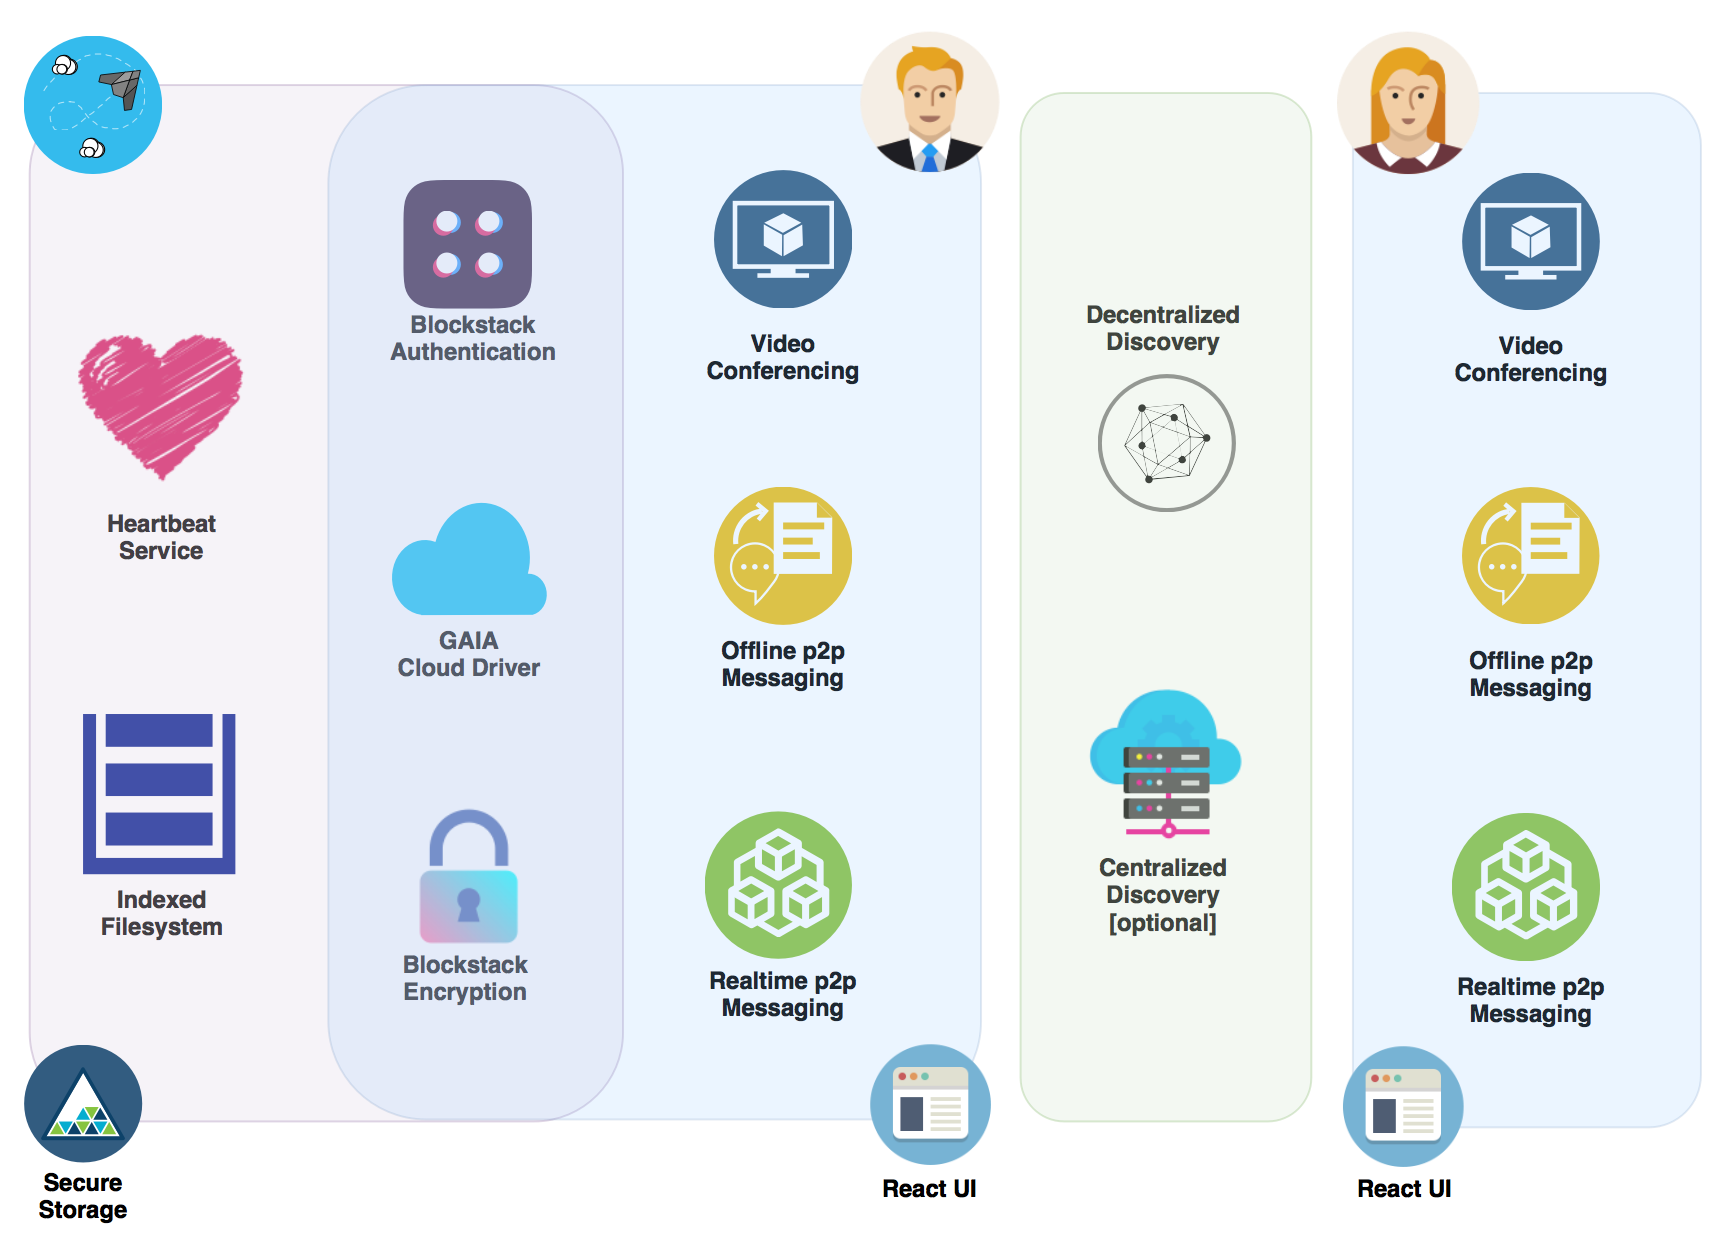 Heartbeat
Service
Indexed
Filesystem
Secure
Storage
Blockstack
Authentication
GAIA
Cloud Driver
Blockstack
Encryption
Video
Conferencing
Offline p2p
Messaging
Realtime p2p
Messaging
React UI
Decentralized
Discovery
Centralized
Discovery
[optional]
Video
Conferencing
Offline p2p
Messaging
Realtime p2p
Messaging
React UI